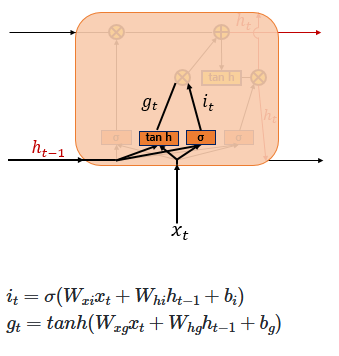 h_t
tan h
g_t i_t
h_t
σ tan h σ σ
h_{t-1}
x_t
i_t = σ(W_{xi}x_t + W_{hi}h_{t-1} + b_i)
g_t = tanh(W_{xg}x_t + W_{hg}h_{t-1} + b_g)